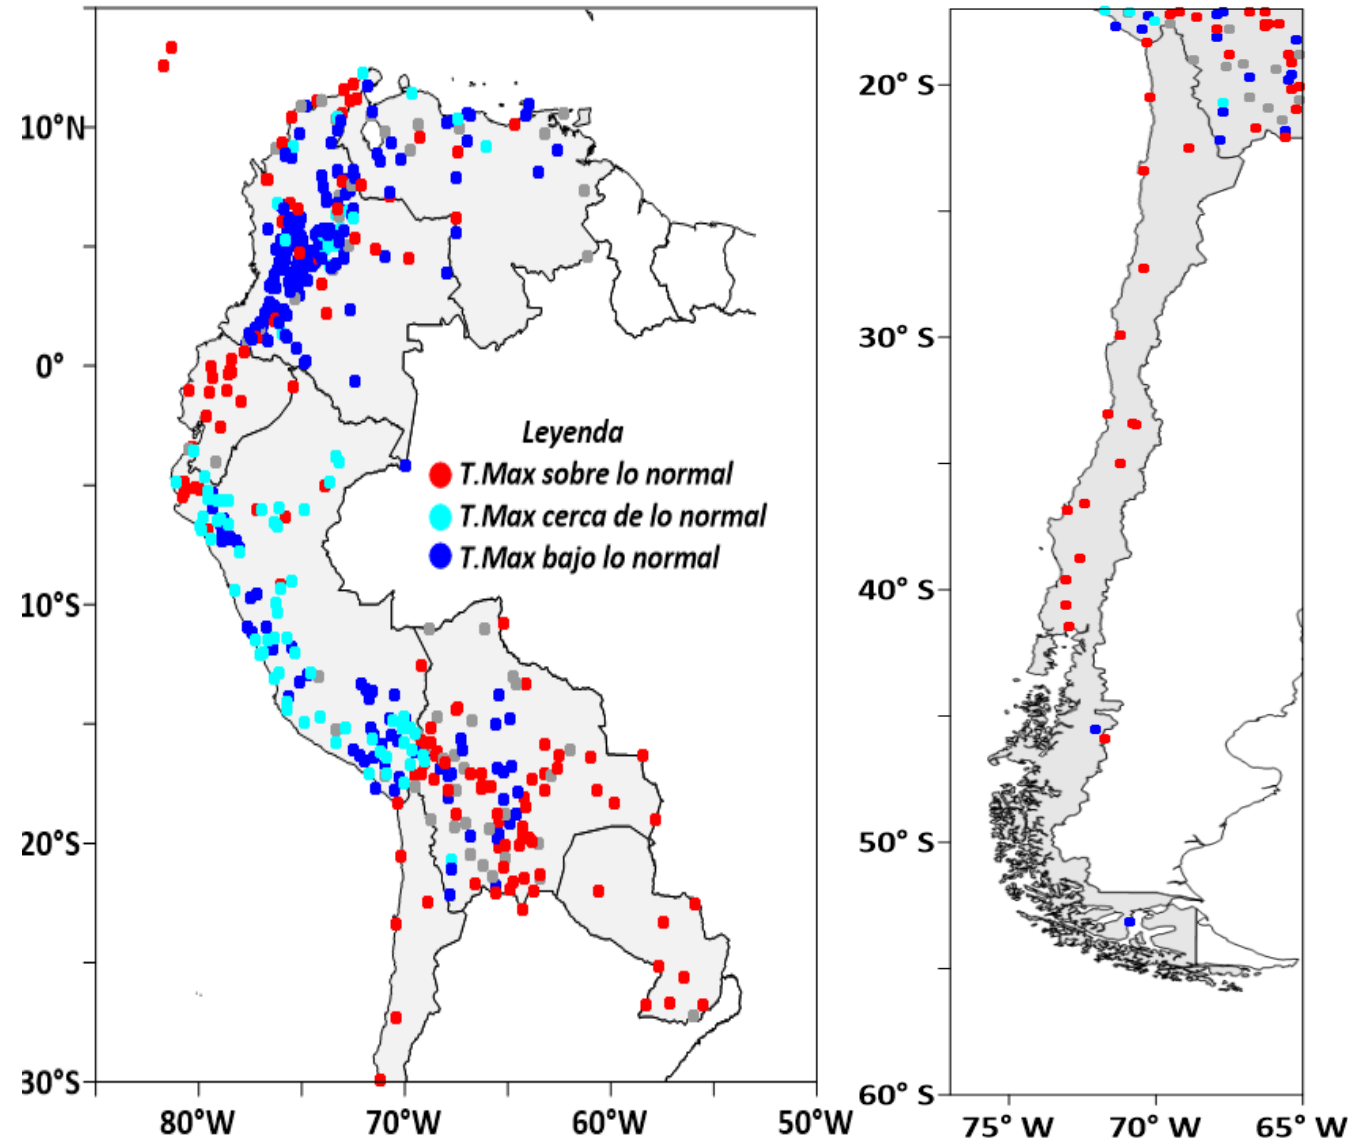 10°N
0°
10°S
20°S
30°S
80°W
70°W
60°W
50°W
Leyenda
T.Max sobre lo normal
T.Max cerca de lo normal
T.Max bajo lo normal
20° S
30° S
40° S
50° S
60° S
75° W
70° W
65° W